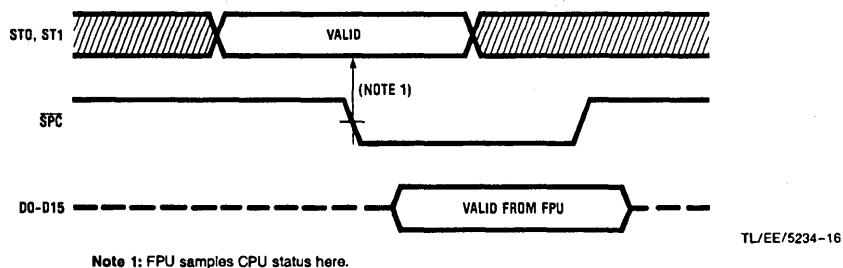 ST0, ST1
VALID
(NOTE 1)
SPC
D0-D15
VALID FROM FPU
TL/EE/5234-16
Note 1: FPU samples CPU status here.